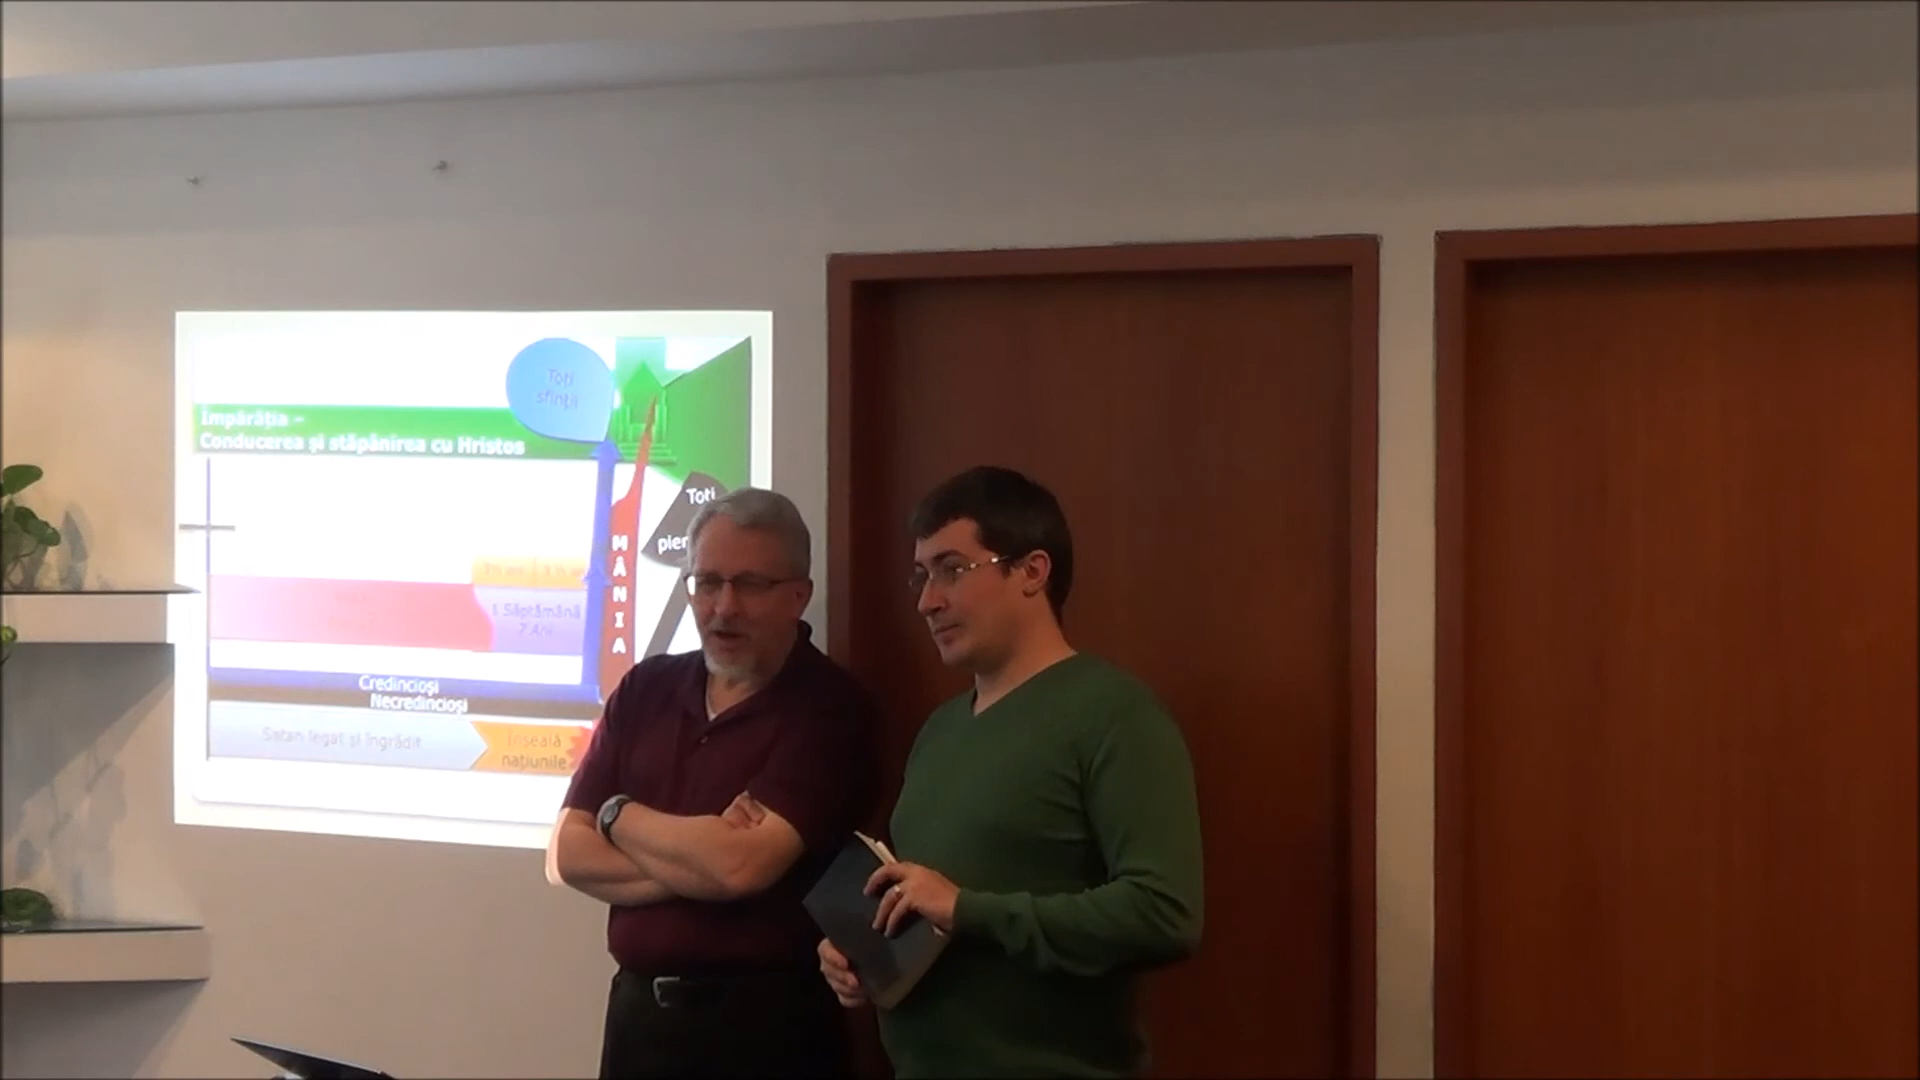 Toți
sfinții
Împărăția –
Conducerea și stăpânirea cu Hristos
Toți
MÂNIA
1 Săptămână
7 Ani
Credincioși
Necredincioși
Satan legat și îngrădit
Înșeală
națiunile